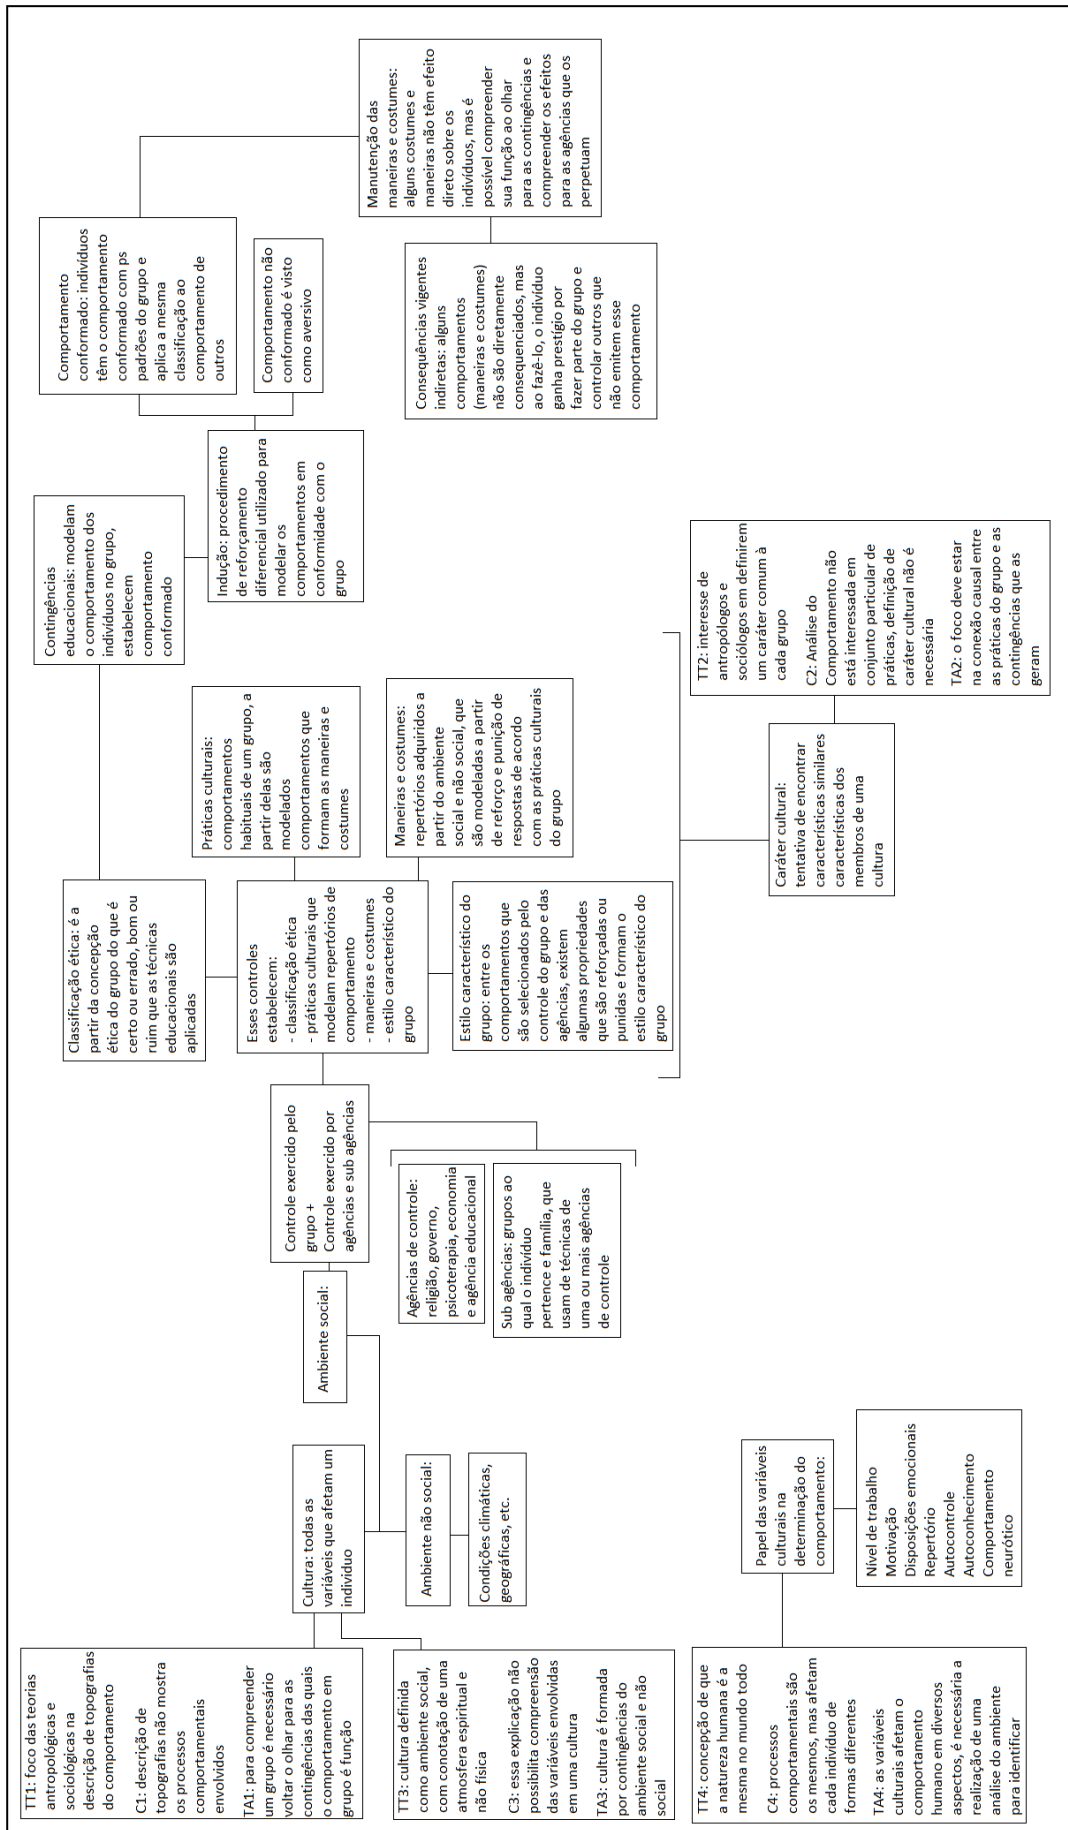 TT1: foco das teorias
antropológicas e
sociológicas na
descrição de topografias
do comportamento
C1: descrição de
topografias não mostra
os processos
comportamentais
envolvidos
TA1: para compreender
um grupo é necessário
voltar o olhar para as
contingências das quais
o comportamento em
grupo é função
TT3: cultura definida
como ambiente social,
com conotação de uma
atmosfera espiritual e
não física
C3: essa explicação não
possibilita compreensão
das variáveis envolvidas
em uma cultura
TA3: cultura é formada
por contingências do
ambiente social e não
social
TT4: concepção de que
a natureza humana é a
mesma no mundo todo
C4: processos
comportamentais são
os mesmos, mas afetam
cada indivíduo de
formas diferentes
TA4: as variáveis
culturais afetam o
comportamento
humano em diversos
aspectos, é necessária a
realização de uma
análise do ambiente
para identificar
Cultura: todas as
variáveis que afetam um
indivíduo
Ambiente não social:
Condições climáticas,
geográficas, etc.
Papel das variáveis
culturais na
determinação do
comportamento:
Nível de trabalho
Motivação
Disposições emocionais
Repertório
Autocontrole
Autoconhecimento
Comportamento
neurótico
Ambiente social:
Controle exercido pelo
grupo +
Controle exercido por
agências e sub agências
Agências de controle:
religião, governo,
psicoterapia, economia
e agência educacional
Sub agências: grupos ao
qual o indivíduo
pertence e família, que
usam de técnicas de
uma ou mais agências
de controle
Classificação ética: é a
partir da concepção
ética do grupo do que é
certo ou errado, bom ou
ruim que as técnicas
educacionais são
aplicadas
Esses controles
estabelecem:
- classificação ética
- práticas culturais que
modelam repertórios de
comportamento
- maneiras e costumes
- estilo característico do
grupo
Estilo característico do
grupo: entre os
comportamentos que
são selecionados pelo
controle do grupo e das
agências, existem
algumas propriedades
que são reforçadas ou
punidas e formam o
estilo característico do
grupo
Práticas culturais:
comportamentos
habituais de um grupo, a
partir delas são
modelados
comportamentos que
formam as maneiras e
costumes
Maneiras e costumes:
repertórios adquiridos a
partir do ambiente
social e não social, que
são modeladas a partir
de reforço e punição de
respostas de acordo
com as práticas culturais
do grupo
Caráter cultural:
tentativa de encontrar
características similares
características dos
membros de uma
cultura
TT2: interesse de
antropólogos e
sociólogos em definirem
um caráter comum à
cada grupo
C2: Análise do
Comportamento não
está interessada em
conjunto particular de
práticas, definição de
caráter cultural não é
necessária
TA2: o foco deve estar
na conexão causal entre
as práticas do grupo e as
contingências que as
geram
Contingências
educacionais: modelam
o comportamento dos
indivíduos no grupo,
estabelecem
comportamento
conformado
Indução: procedimento
de reforçamento
diferencial utilizado para
modelar os
comportamentos em
conformidade com o
grupo
Comportamento
conformado: indivíduos
têm o comportamento
conformado com ps
padrões do grupo e
aplica a mesma
classificação ao
comportamento de
outros
Comportamento não
conformado é visto
como aversivo
Manutenção das
maneiras e costumes:
alguns costumes e
maneiras não têm efeito
direto sobre os
indivíduos, mas é
possível compreender
sua função ao olhar
para as contingências e
compreender os efeitos
para as agências que os
perpetuam
Consequências vigentes
indiretas: alguns
comportamentos
(maneiras e costumes)
não são diretamente
consequenciados, mas
ao fazê-lo, o indivíduo
ganha prestígio por
fazer parte do grupo e
controlar outros que
não emitem esse
comportamento